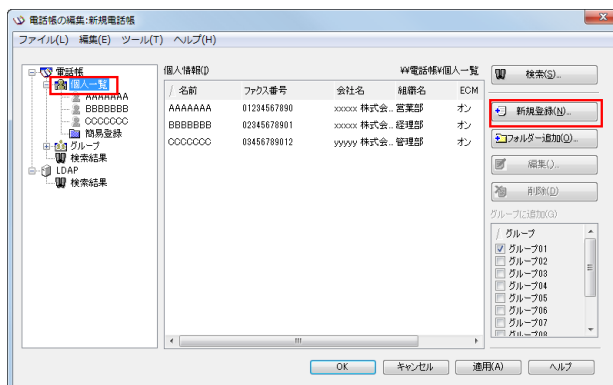 電話帳の編集:新規電話帳
ファイル(L) 編集(E) ツール(T) ヘルプ(H)
電話帳
個人一覧
AAAAAAA
BBBBBBB
CCCCCCC
簡易登録
グループ
検索結果
LDAP
検索結果
個人情報(I) ¥¥電話帳¥個人一覧
/ 名前 ファクス番号 会社名 組織名 ECM
AAAAAAA 01234567890 xxxxx 株式会... 営業部 オン
BBBBBBB 02345678901 xxxxx 株式会... 経理部 オン
CCCCCCC 03456789012 yyyyy 株式会... 管理部 オン
検索(S)...
新規登録(N)...
フォルダー追加(O)...
編集()...
削除(D)
グループに追加(G)
/ グループ
グループ01
グループ02
グループ03
グループ04
グループ05
グループ06
グループ07
グループ08
OK キャンセル 適用(A) ヘルプ